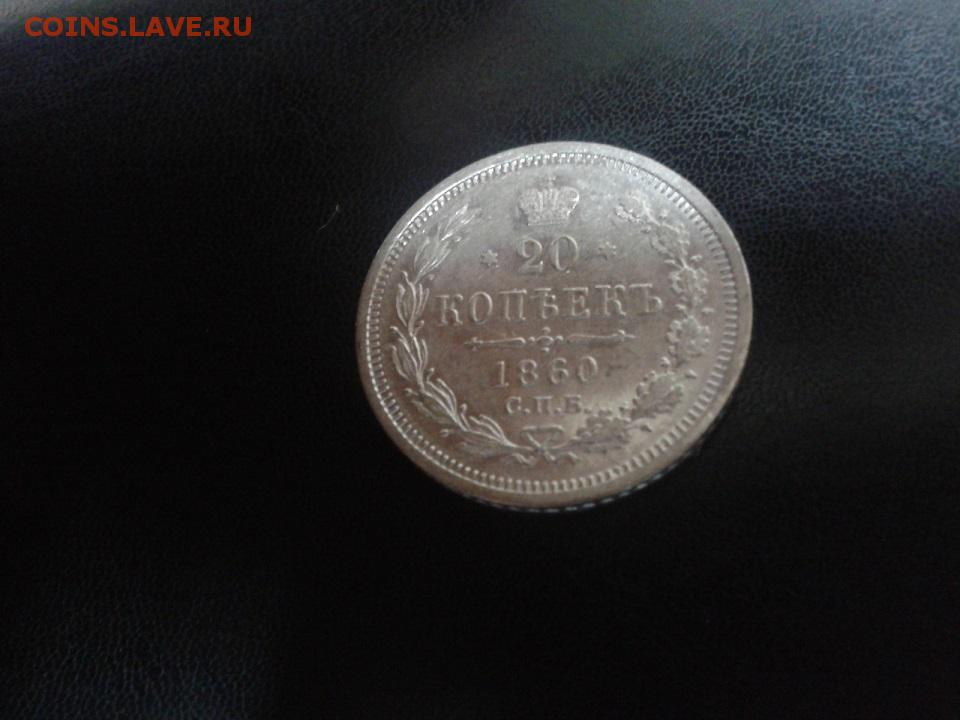 COINS.LAVE.RU
* 20 *
КОПѢЕКЪ
1860
С.П.Б.